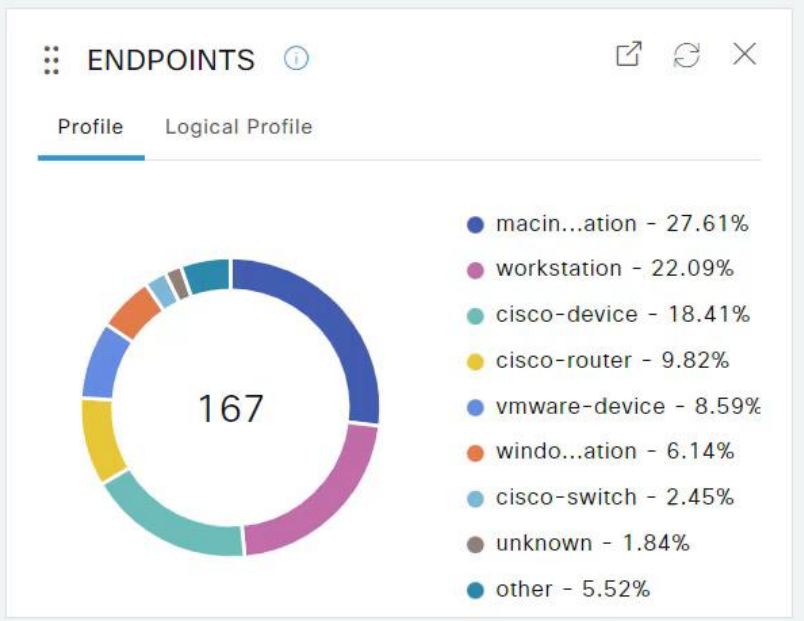 ENDPOINTS
Profile Logical Profile
167
macin...ation - 27.61%
workstation - 22.09%
cisco-device - 18.41%
cisco-router - 9.82%
vmware-device - 8.59%
windo...ation - 6.14%
cisco-switch - 2.45%
unknown - 1.84%
other - 5.52%